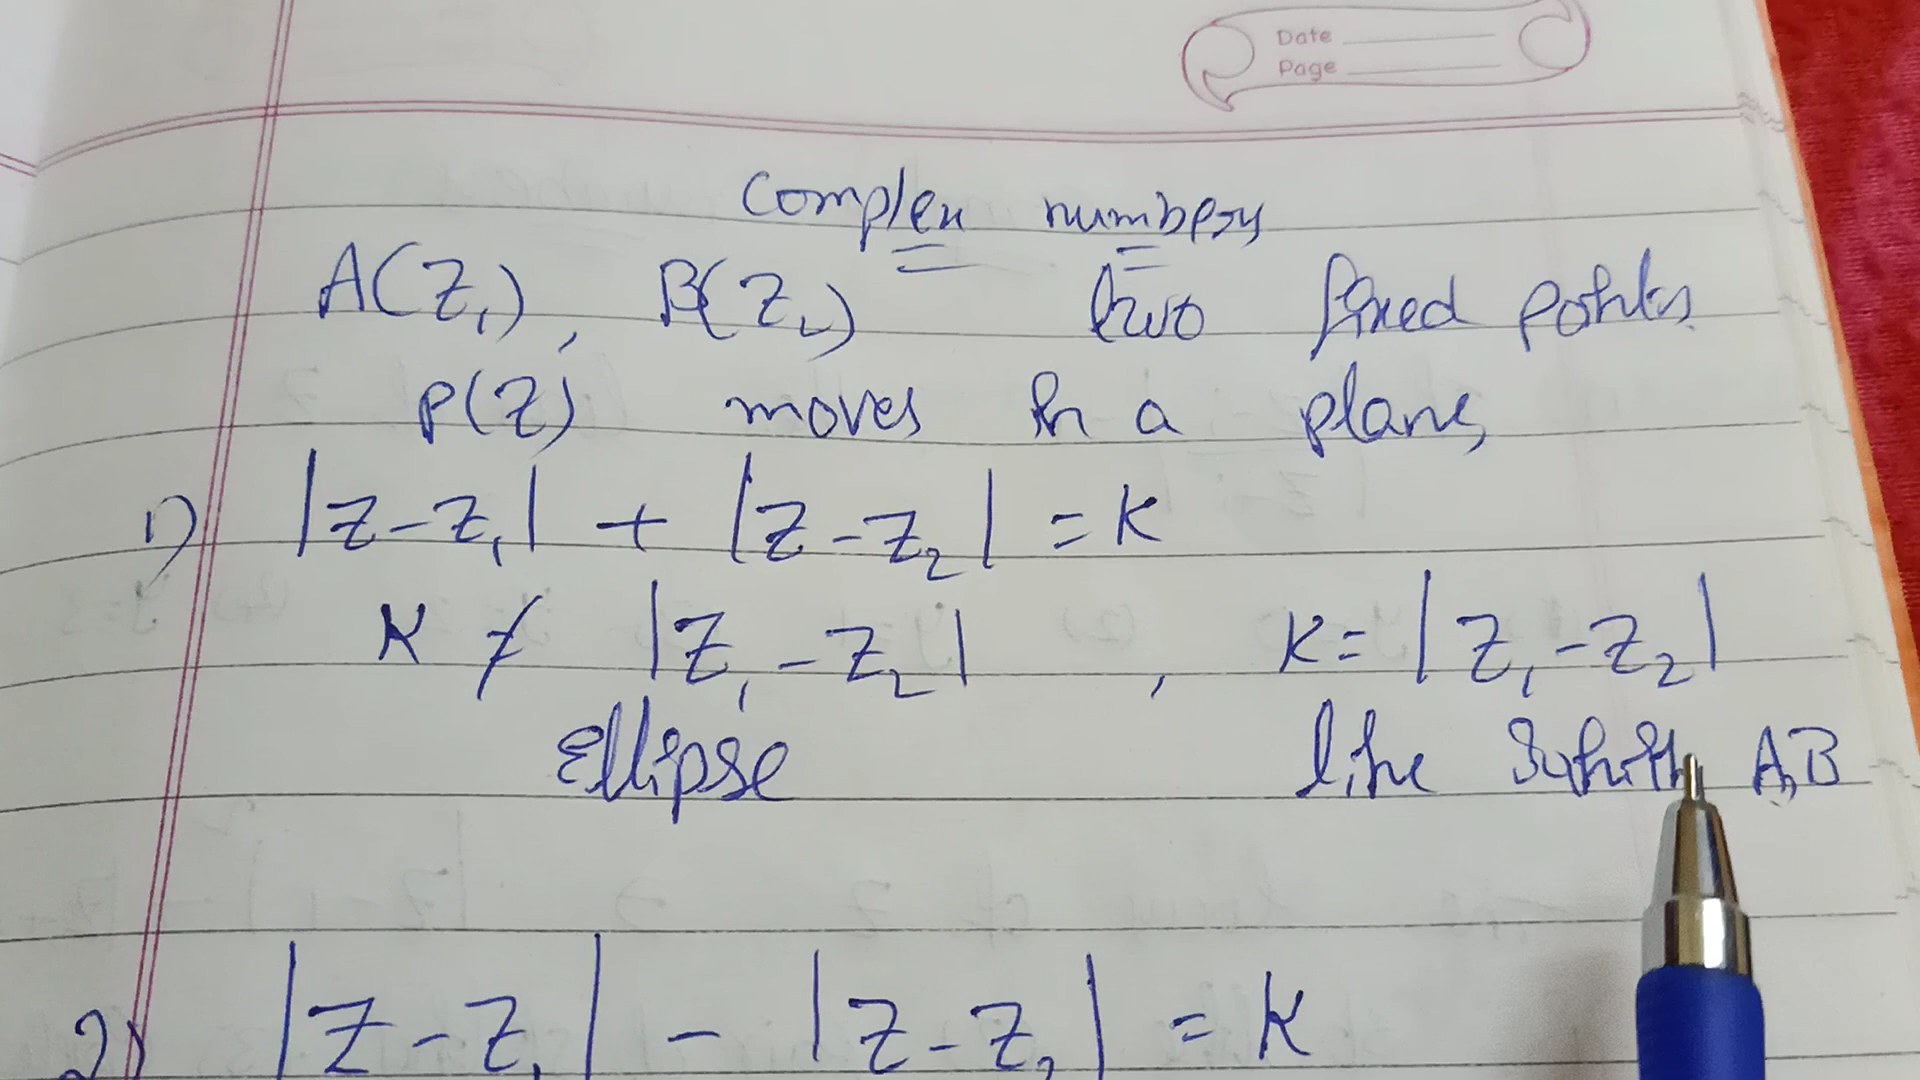 Date
Page
Complex numbers
A(Z₁), B(Z₂) two fixed points
P(Z) moves in a plane,
1) |Z-Z₁| + |Z-Z₂| = K
K ≠ |Z₁-Z₂|, K = |Z₁-Z₂|
Ellipse line A,B
2) |Z-Z₁| - |Z-Z₂| = K